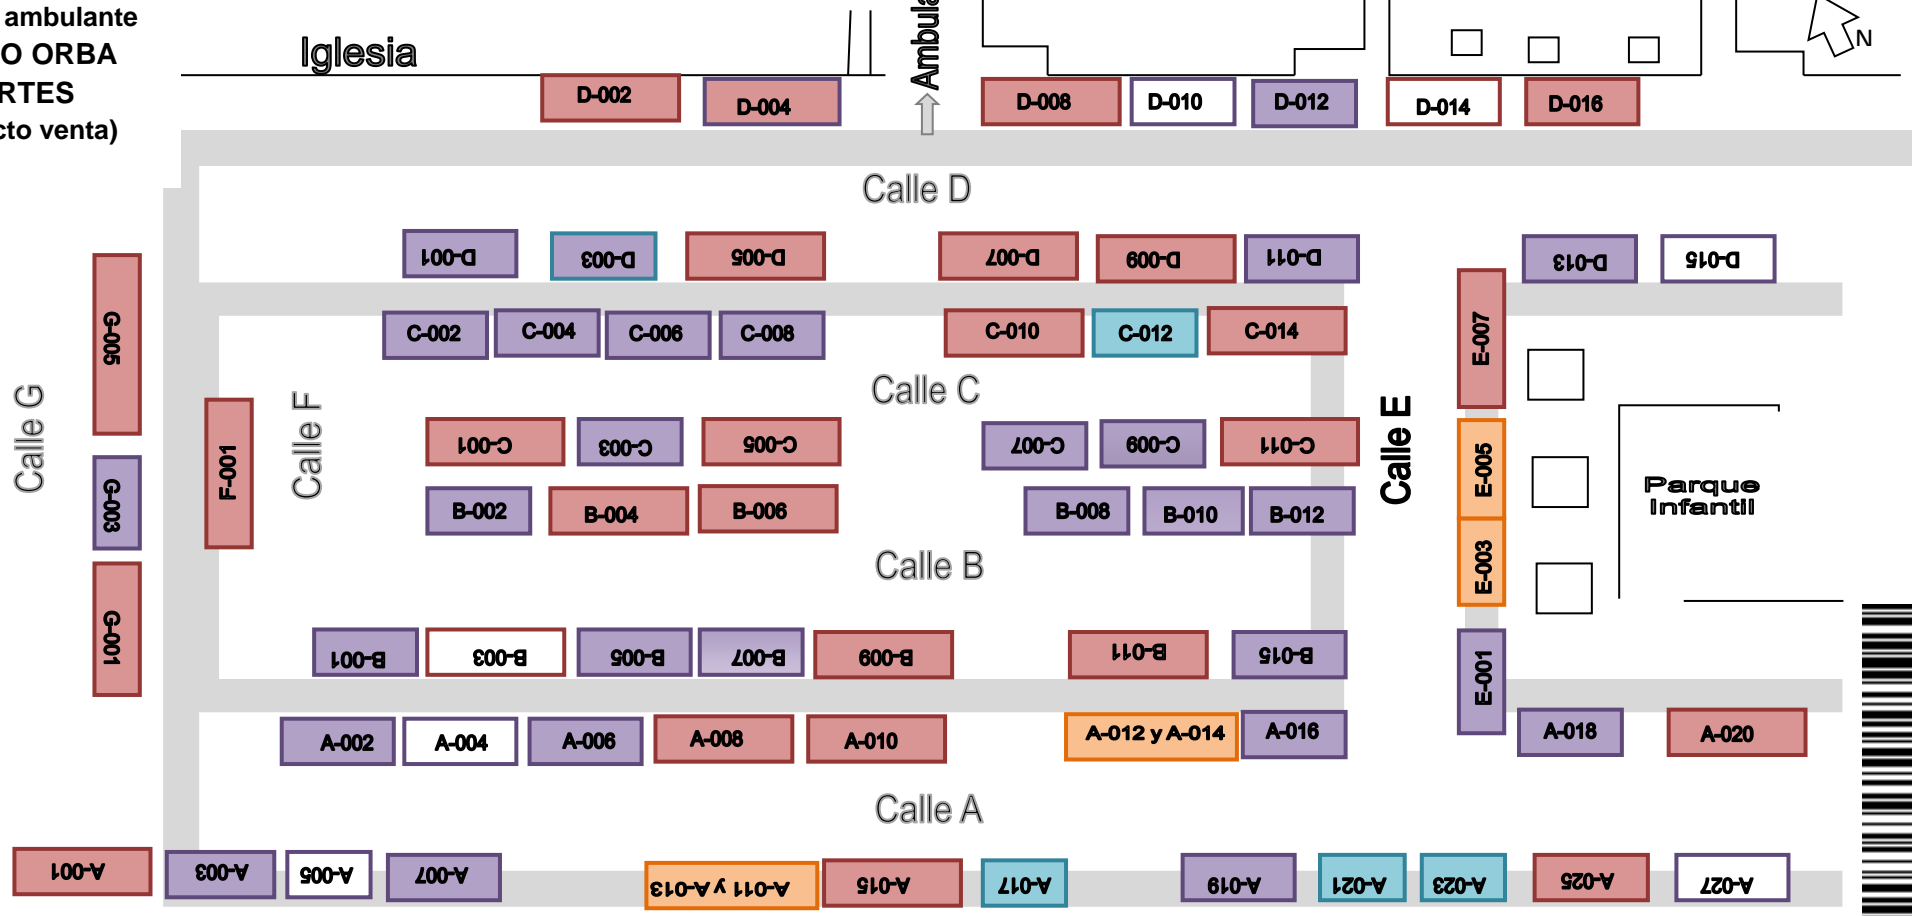 ambulante
O ORBA
RTES
cto venta)
Iglesia
Ambula
N
D-002
D-004
D-008
D-010
D-012
D-014
D-016
Calle D
D-001
D-003
D-005
D-007
D-009
D-011
D-013
D-015
C-002
C-004
C-006
C-008
C-010
C-012
C-014
Calle C
G-005
G-003
G-001
Calle G
F-001
Calle F
C-001
C-003
C-005
C-007
C-009
C-011
B-002
B-004
B-006
B-008
B-010
B-012
Calle E
E-007
E-005
E-003
E-001
Parque
Infantil
Calle B
B-001
B-003
B-005
B-007
B-009
B-011
B-015
A-002
A-004
A-006
A-008
A-010
A-012 y A-014
A-016
A-018
A-020
Calle A
A-001
A-003
A-005
A-007
A-011 y A-013
A-015
A-017
A-019
A-021
A-023
A-025
A-027